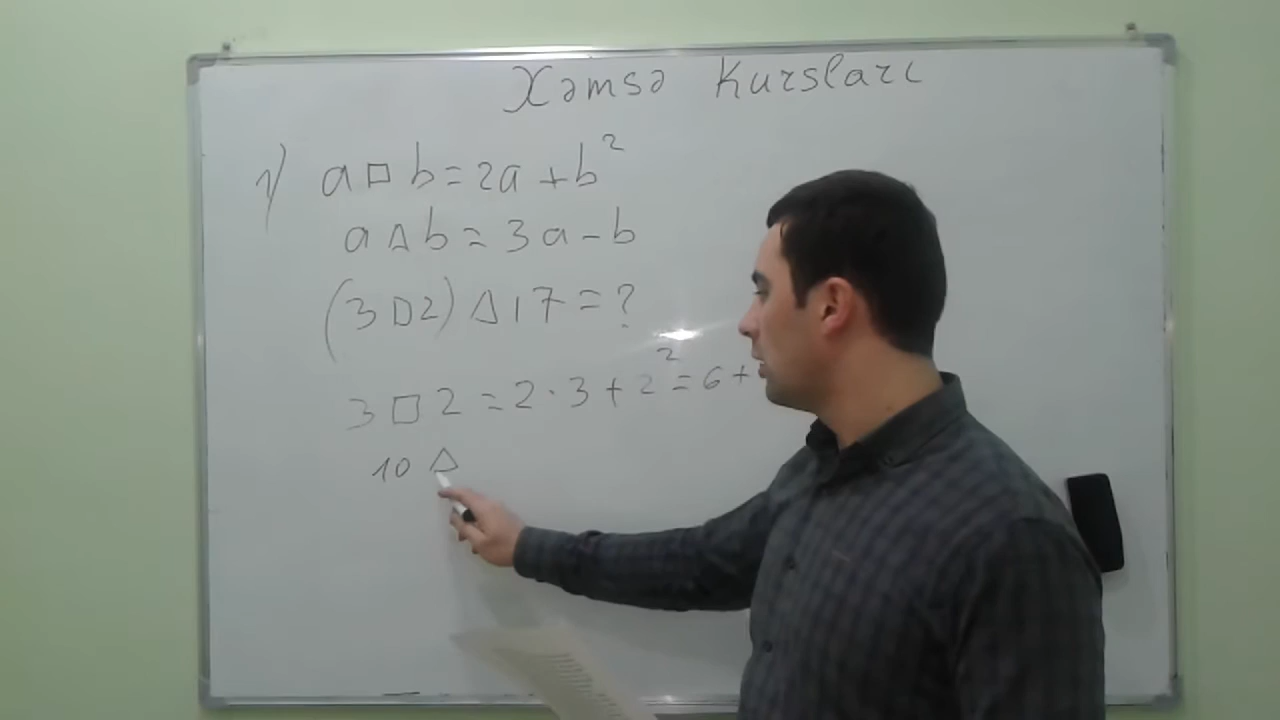 Xəmsə Kursları
1) a □ b = 2a + b²
a △ b = 3a - b
(3 □ 2) △ 17 = ?
3 □ 2 = 2 · 3 + 2² = 6 +
10 △